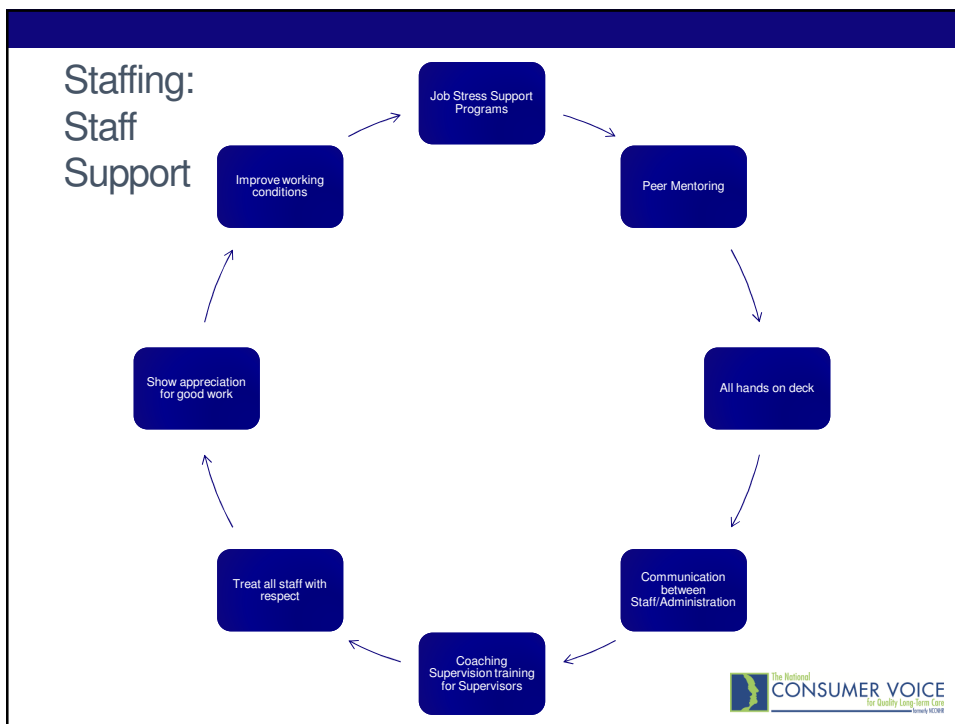 Staffing:
Staff
Support
Job Stress Support
Programs
Peer Mentoring
All hands on deck
Communication
between
Staff/Administration
Coaching
Supervision training
for Supervisors
Treat all staff with
respect
Show appreciation
for good work
Improve working
conditions
The National
CONSUMER VOICE
for Quality Long-Term Care
formerly NCCNHR